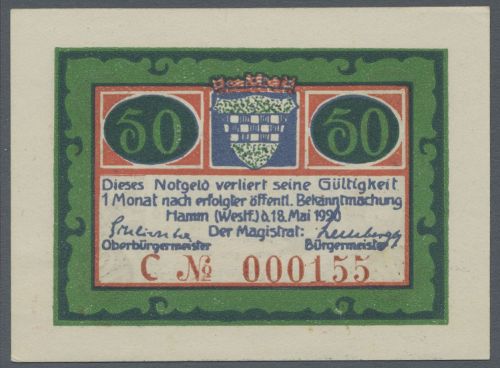 50 50
Dieses Notgeld verliert seine Gültigkeit
1 Monat nach erfolgter öffentl. Bekanntmachung
Hamm (Westf.) d. 18. Mai 1920
Der Magistrat:
Oberbürgermeister Bürgermeister
C № 000155